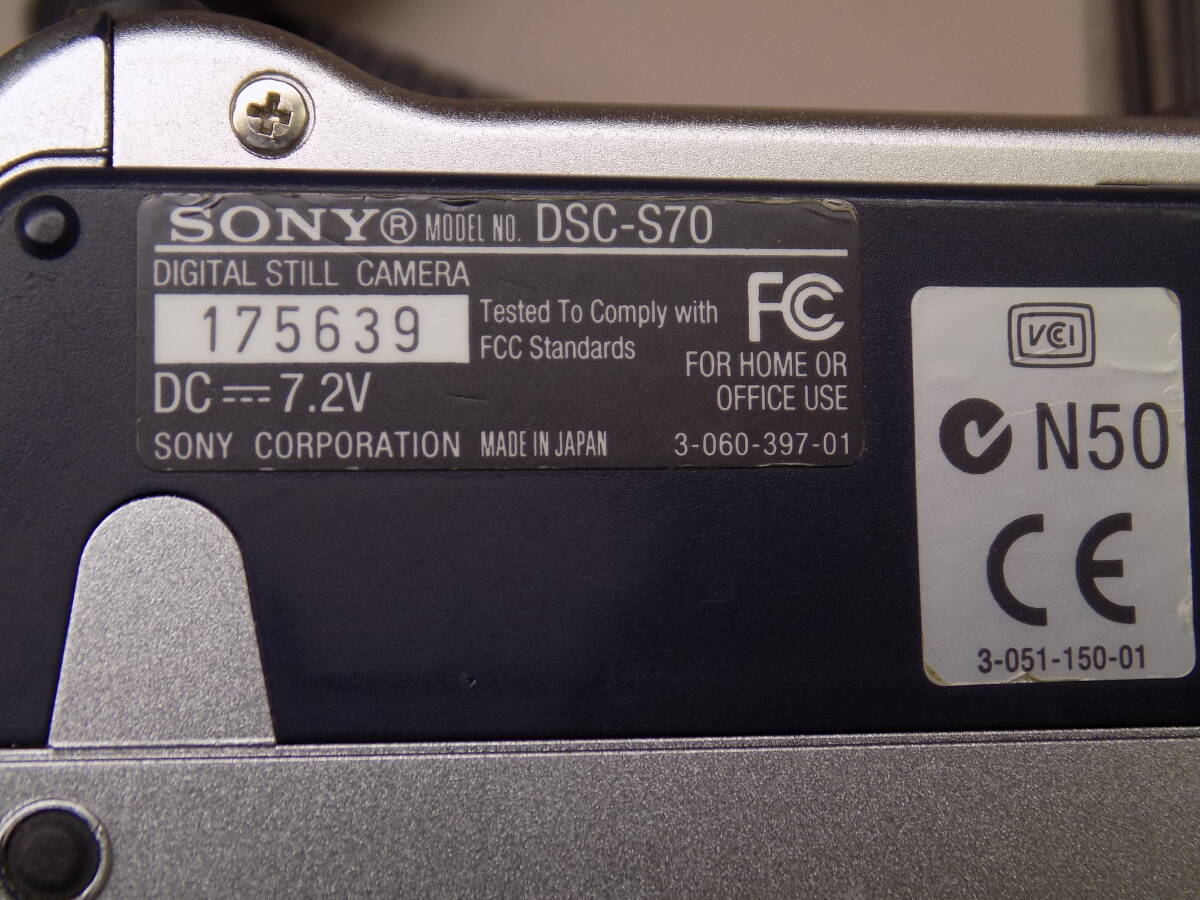 SONY® MODEL NO. DSC-S70
DIGITAL STILL CAMERA
175639
Tested To Comply with
FCC Standards
FC
FOR HOME OR
OFFICE USE
DC ⎓ 7.2V
SONY CORPORATION MADE IN JAPAN 3-060-397-01
VCI
N50
CE
3-051-150-01